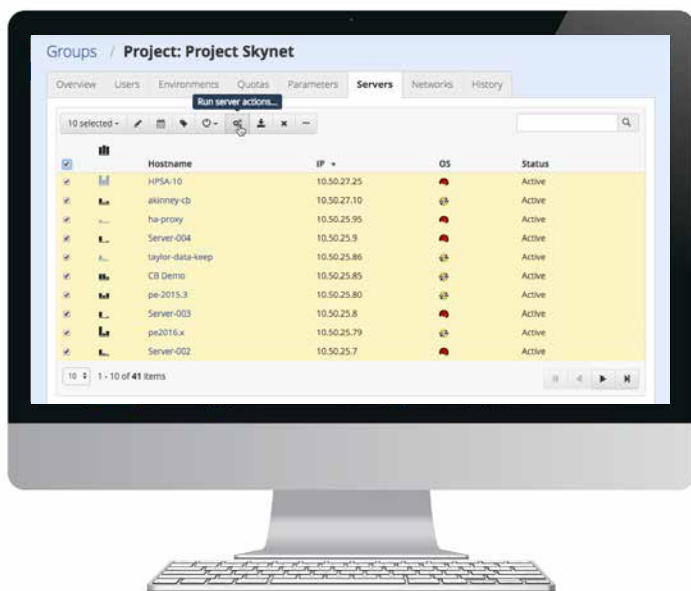 Groups / Project: Project Skynet
Overview Users Environments Quotas Parameters Servers Networks History
Run server actions...
10 selected
Hostname IP OS Status
HPSA-10 10.50.27.25 Active
akinney-cb 10.50.27.10 Active
ha-proxy 10.50.25.95 Active
Server-004 10.50.25.9 Active
taylor-data-keep 10.50.25.86 Active
CB Demo 10.50.25.85 Active
pe-2015.3 10.50.25.80 Active
Server-003 10.50.25.8 Active
pe2016.x 10.50.25.79 Active
Server-002 10.50.25.7 Active
10 1 - 10 of 41 items